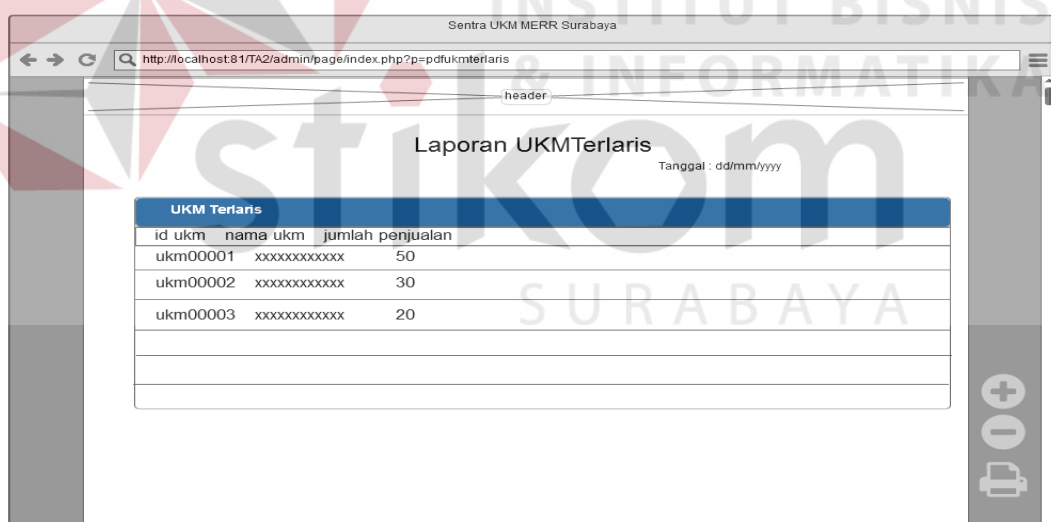 INSTITUT BISNIS
Sentra UKM MERR Surabaya
http://localhost:81/TA2/admin/page/index.php?p=pdfukmterlaris
& INFORMATIKA
header
stikom
Laporan UKMTerlaris
Tanggal : dd/mm/yyyy
UKM Terlaris
id ukm nama ukm jumlah penjualan
ukm00001 xxxxxxxxxxxx 50
ukm00002 xxxxxxxxxxxx 30
SURABAYA
ukm00003 xxxxxxxxxxxx 20